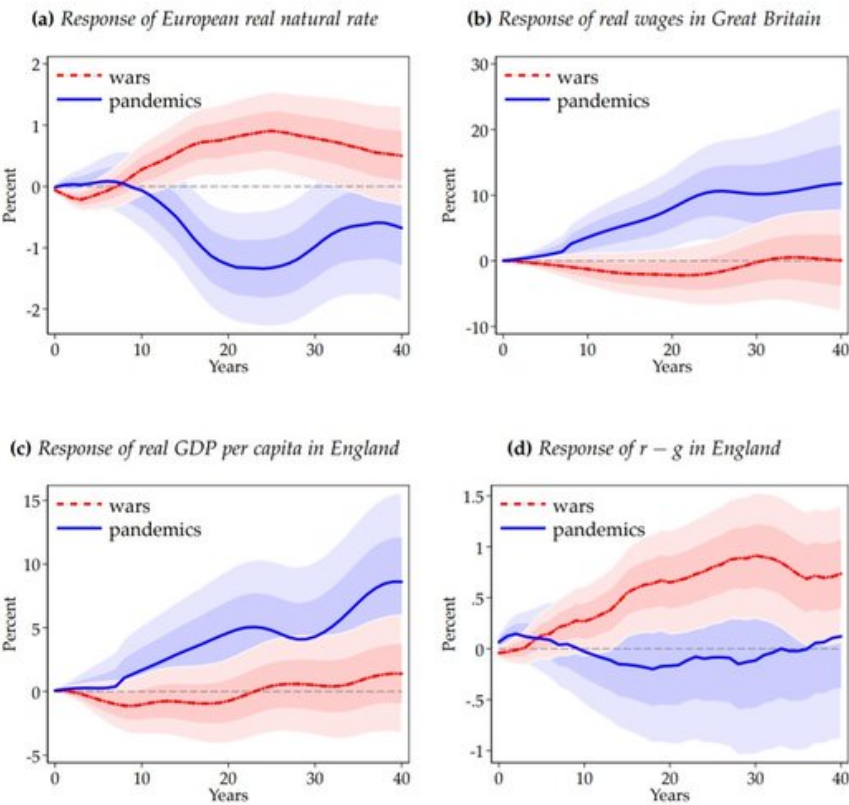 (a) Response of European real natural rate
2
1
0
-1
-2
Percent
wars
pandemics
0 10 20 30 40
Years
(b) Response of real wages in Great Britain
30
20
10
0
-10
Percent
wars
pandemics
0 10 20 30 40
Years
(c) Response of real GDP per capita in England
15
10
5
0
-5
Percent
wars
pandemics
0 10 20 30 40
Years
(d) Response of r − g in England
1.5
1
.5
0
-.5
-1
Percent
wars
pandemics
0 10 20 30 40
Years